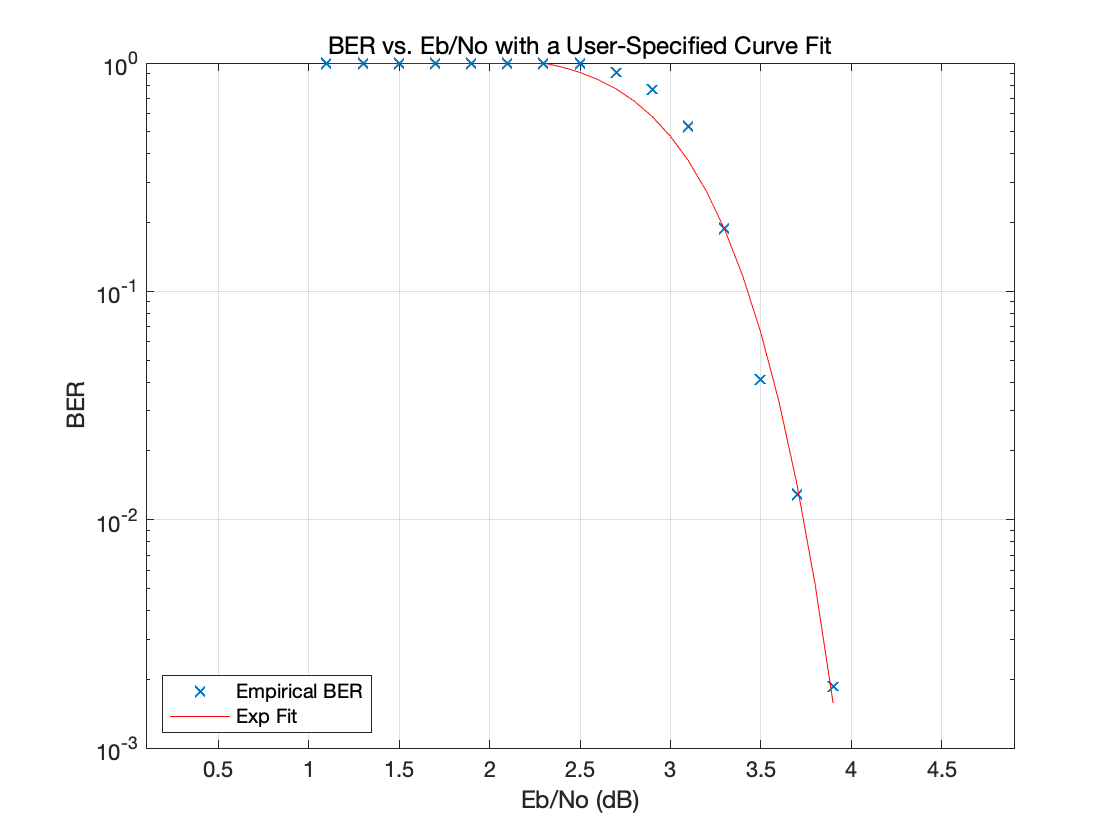 BER vs. Eb/No with a User-Specified Curve Fit
10^0
10^-1
10^-2
10^-3
BER
Empirical BER
Exp Fit
0.5 1 1.5 2 2.5 3 3.5 4 4.5
Eb/No (dB)